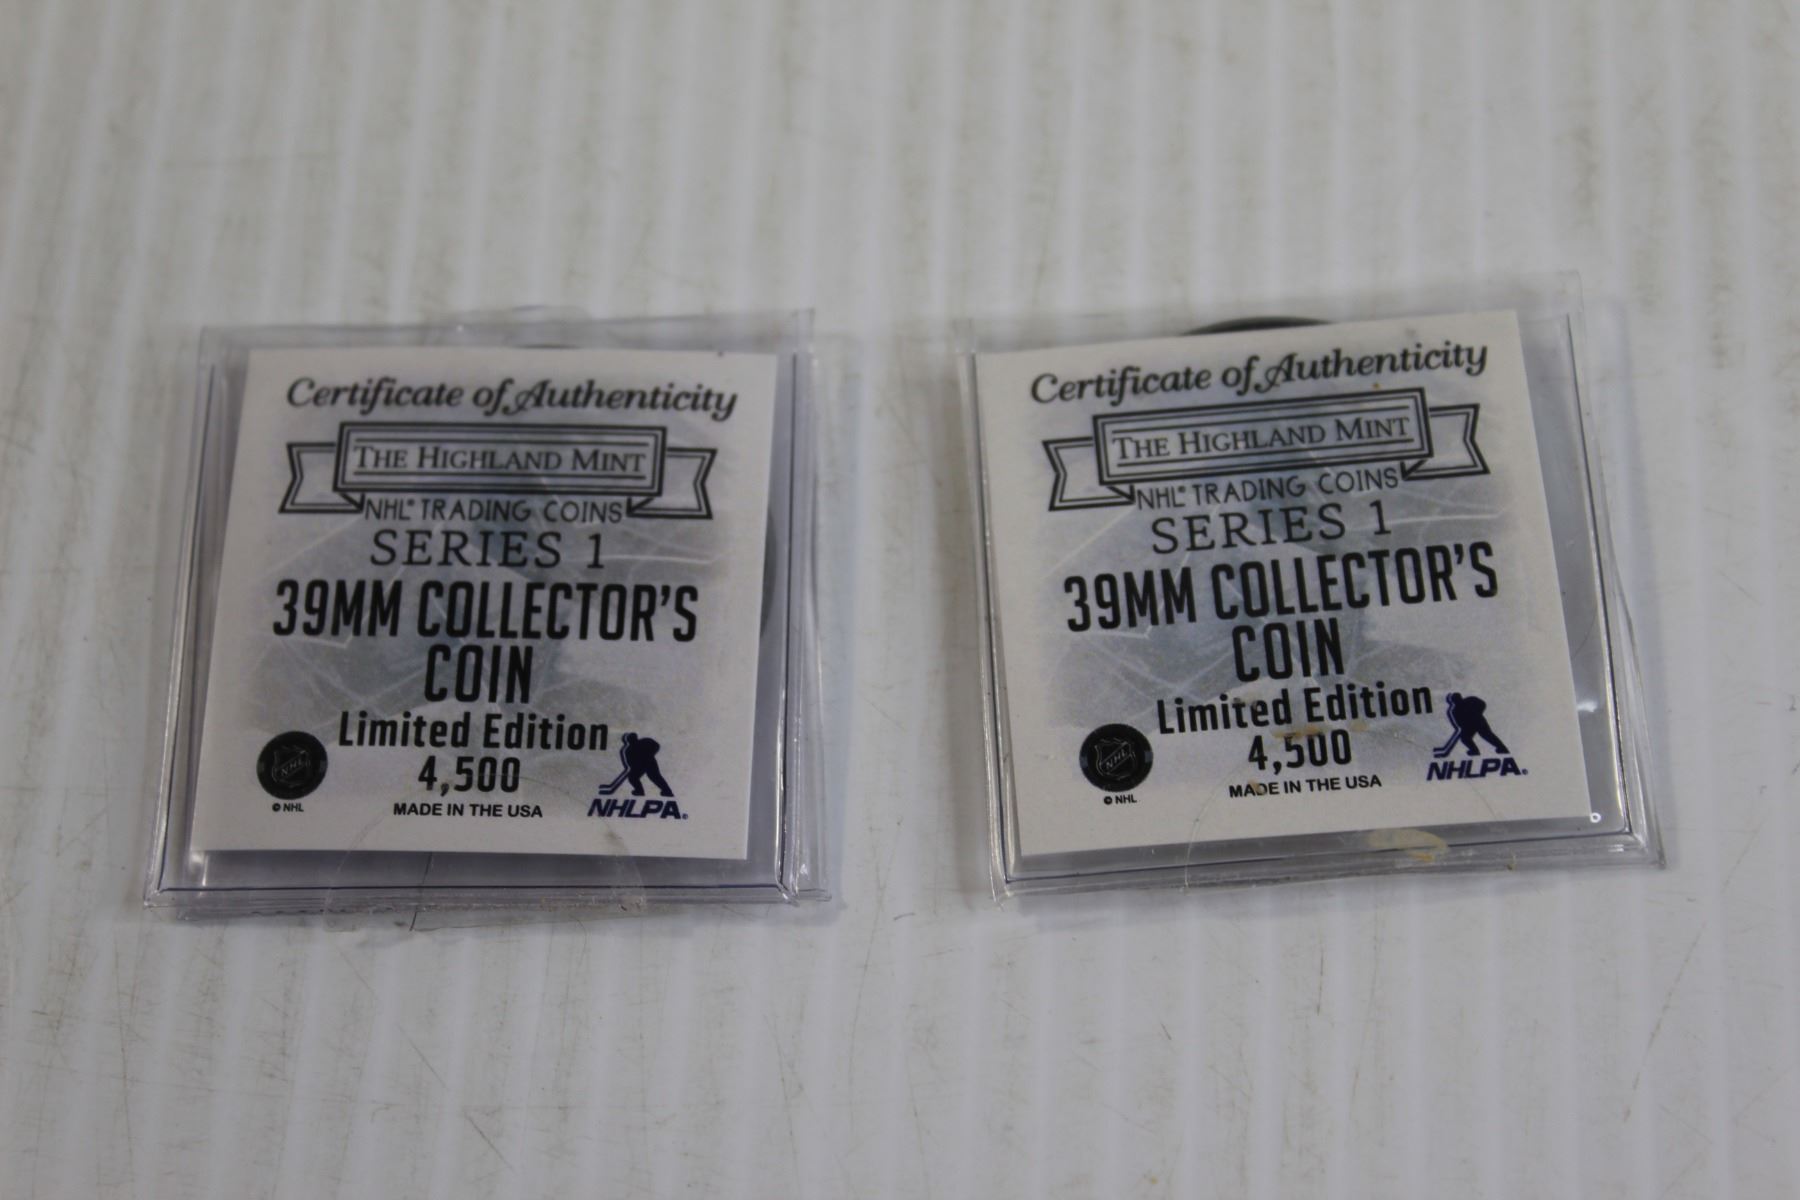 Certificate of Authenticity
THE HIGHLAND MINT
NHL® TRADING COINS
SERIES 1
39MM COLLECTOR'S
COIN
Limited Edition
4,500
MADE IN THE USA
NHL
© NHL
NHLPA®
Certificate of Authenticity
THE HIGHLAND MINT
NHL® TRADING COINS
SERIES 1
39MM COLLECTOR'S
COIN
Limited Edition
4,500
MADE IN THE USA
NHL
© NHL
NHLPA®